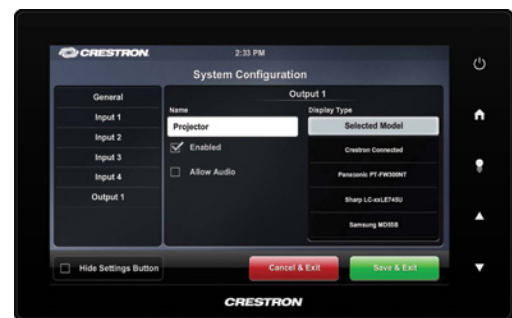 CRESTRON
2:33 PM
System Configuration
General
Input 1
Input 2
Input 3
Input 4
Output 1
Output 1
Name
Projector
Enabled
Allow Audio
Display Type
Selected Model
Crestron Connected
Panasonic PT-FW300NT
Sharp LC-xxLE745U
Samsung MD55B
Hide Settings Button
Cancel & Exit
Save & Exit
CRESTRON